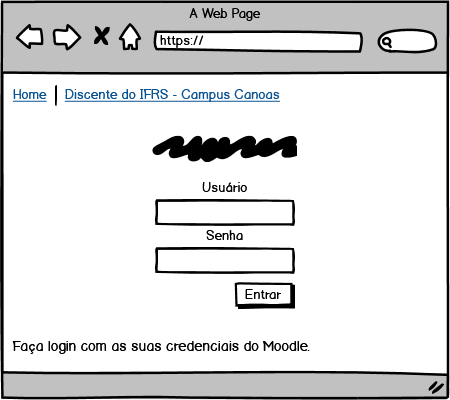 A Web Page
https://
Home | Discente do IFRS - Campus Canoas
Usuário
Senha
Entrar
Faça login com as suas credenciais do Moodle.